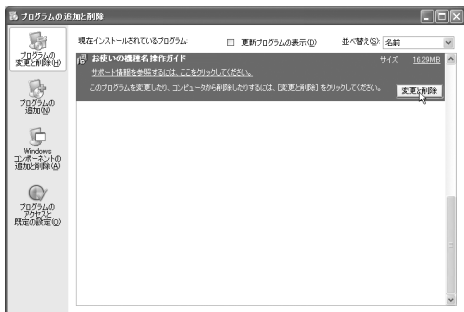 プログラムの追加と削除
現在インストールされているプログラム:
更新プログラムの表示(D)
並べ替え(S):
名前
プログラムの
変更と削除(H)
プログラムの
追加(N)
Windows
コンポーネントの
追加と削除(A)
プログラムの
アクセスと
既定の設定(O)
お使いの機種名 操作ガイド
サイズ
16.29MB
サポート情報を参照するには、ここをクリックしてください。
このプログラムを変更したり、コンピュータから削除したりするには、[変更と削除] をクリックしてください。
変更と削除